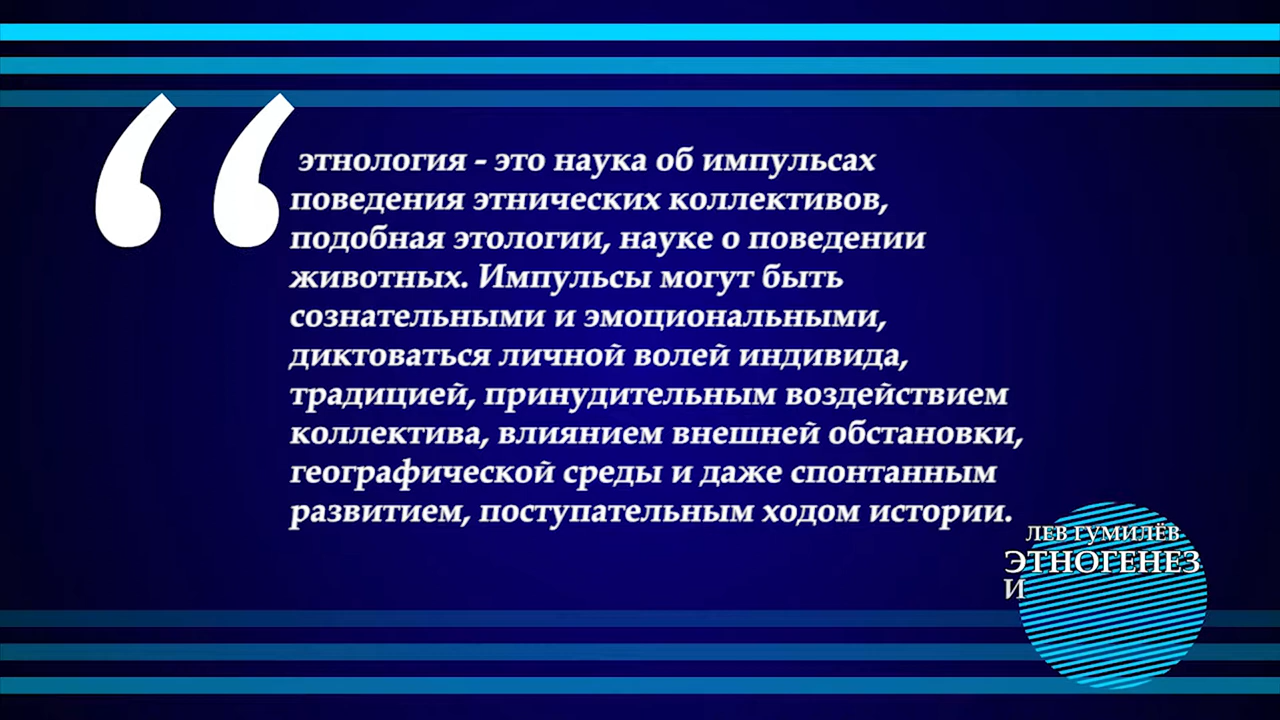 “
этнология - это наука об импульсах
поведения этнических коллективов,
подобная этологии, науке о поведении
животных. Импульсы могут быть
сознательными и эмоциональными,
диктоваться личной волей индивида,
традицией, принудительным воздействием
коллектива, влиянием внешней обстановки,
географической среды и даже спонтанным
развитием, поступательным ходом истории.
ЛЕВ ГУМИЛЁВ
ЭТНОГЕНЕЗ
И